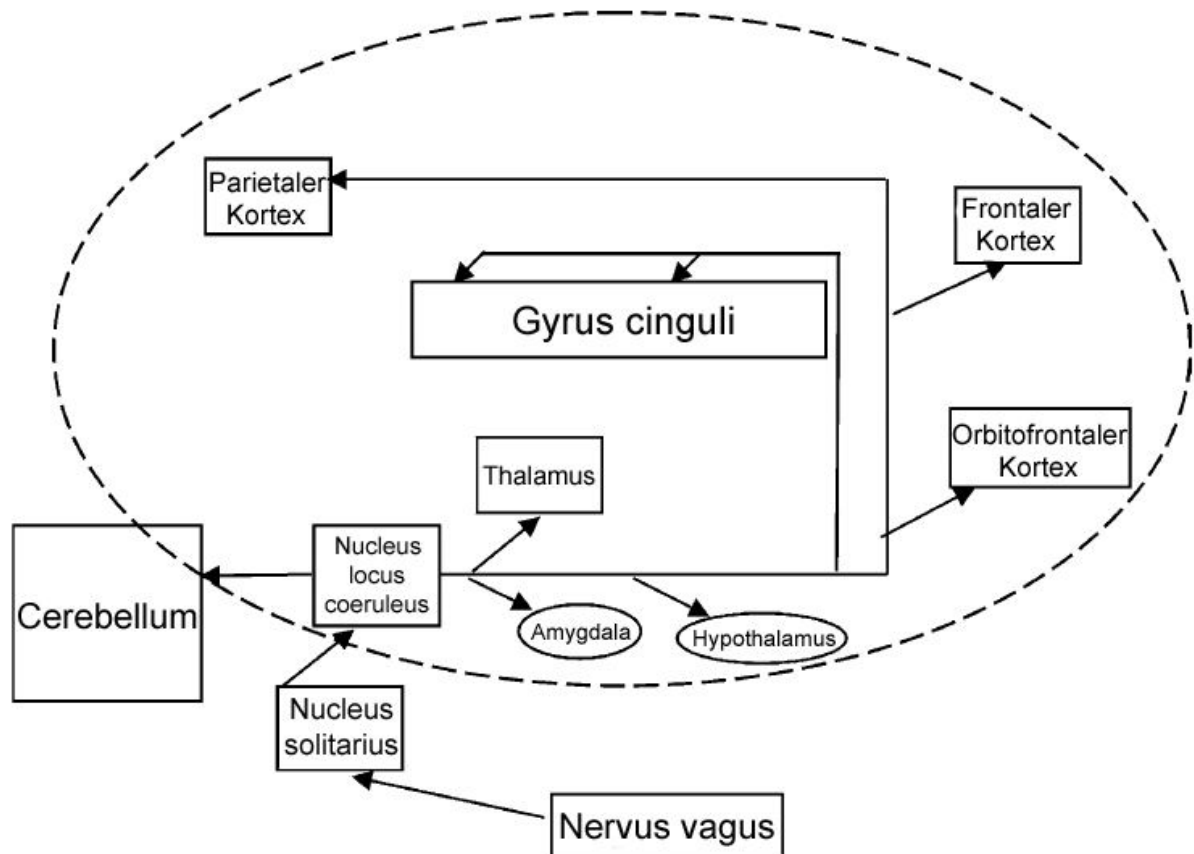 Parietaler
Kortex
Frontaler
Kortex
Gyrus cinguli
Orbitofrontaler
Kortex
Thalamus
Nucleus
locus
coeruleus
Cerebellum
Amygdala
Hypothalamus
Nucleus
solitarius
Nervus vagus